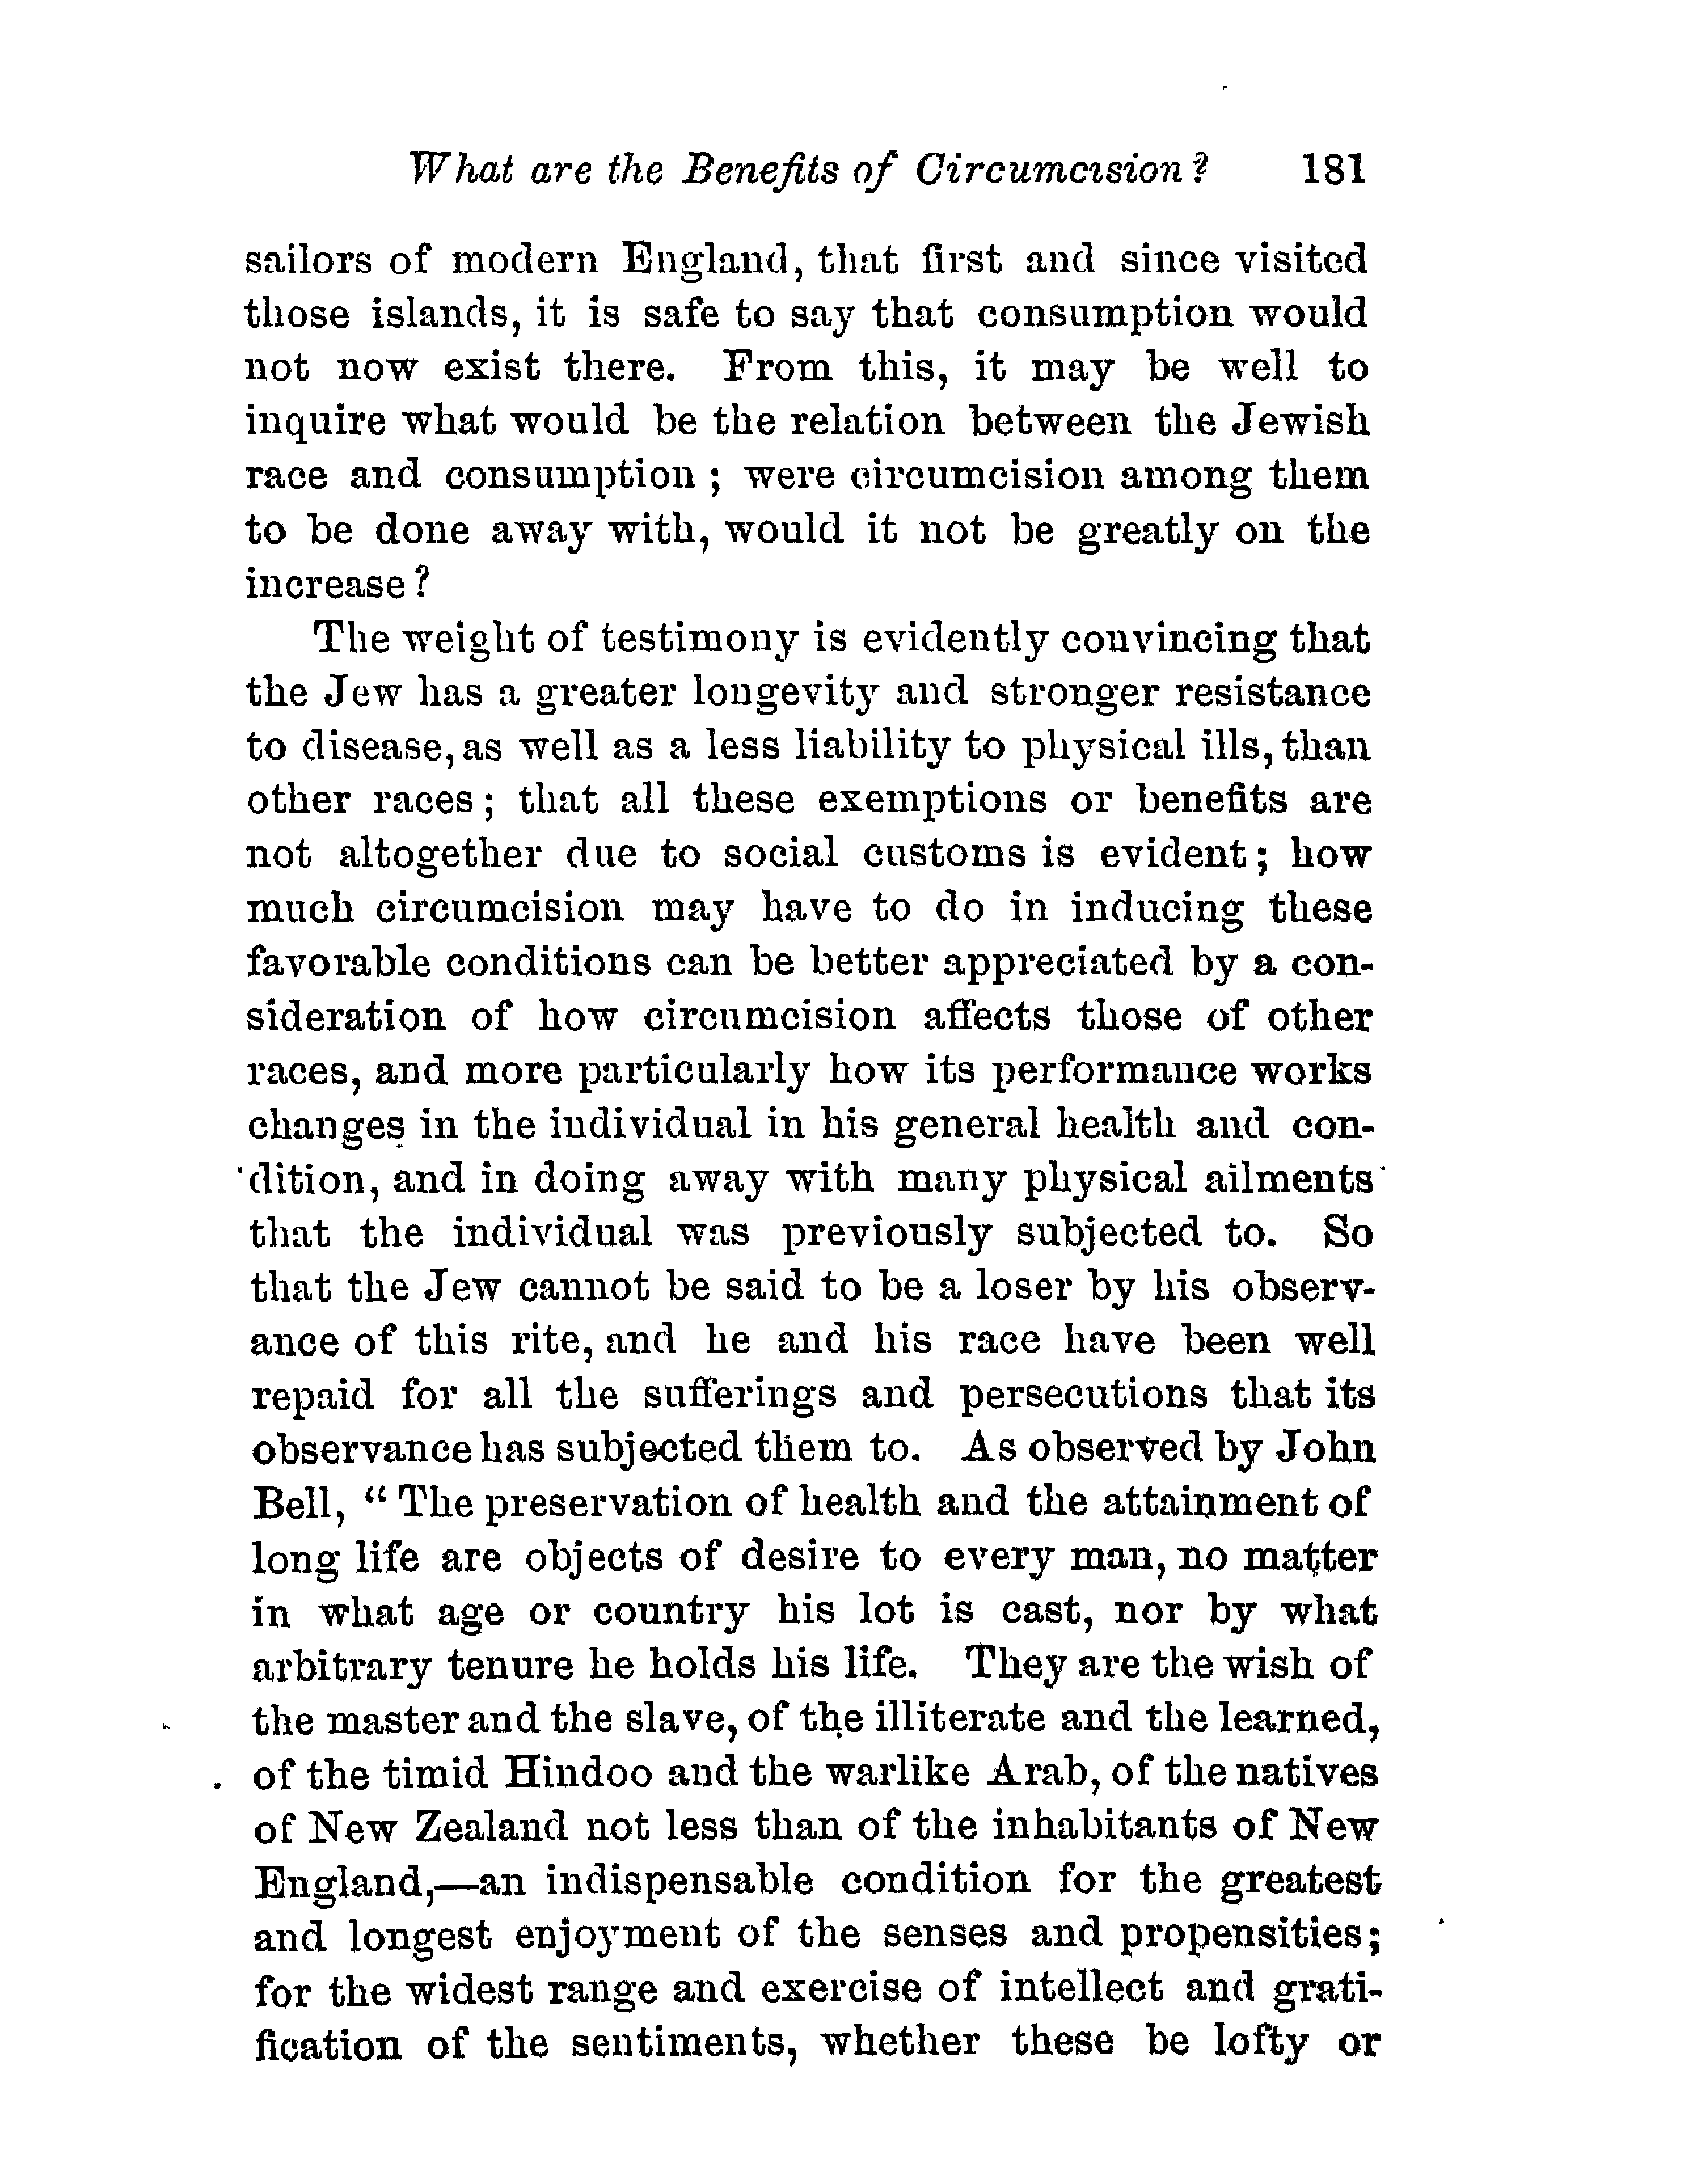 What are the Benefits of Circumcision? 181
sailors of modern England, that first and since visited
those islands, it is safe to say that consumption would
not now exist there. From this, it may be well to
inquire what would be the relation between the Jewish
race and consumption; were circumcision among them
to be done away with, would it not be greatly on the
increase?
The weight of testimony is evidently convincing that
the Jew has a greater longevity and stronger resistance
to disease, as well as a less liability to physical ills, than
other races; that all these exemptions or benefits are
not altogether due to social customs is evident; how
much circumcision may have to do in inducing these
favorable conditions can be better appreciated by a con-
sideration of how circumcision affects those of other
races, and more particularly how its performance works
changes in the individual in his general health and con-
dition, and in doing away with many physical ailments
that the individual was previously subjected to. So
that the Jew cannot be said to be a loser by his observ-
ance of this rite, and he and his race have been well
repaid for all the sufferings and persecutions that its
observance has subjected them to. As observed by John
Bell, “The preservation of health and the attainment of
long life are objects of desire to every man, no matter
in what age or country his lot is cast, nor by what
arbitrary tenure he holds his life. They are the wish of
the master and the slave, of the illiterate and the learned,
of the timid Hindoo and the warlike Arab, of the natives
of New Zealand not less than of the inhabitants of New
England,—an indispensable condition for the greatest
and longest enjoyment of the senses and propensities;
for the widest range and exercise of intellect and grati-
fication of the sentiments, whether these be lofty or